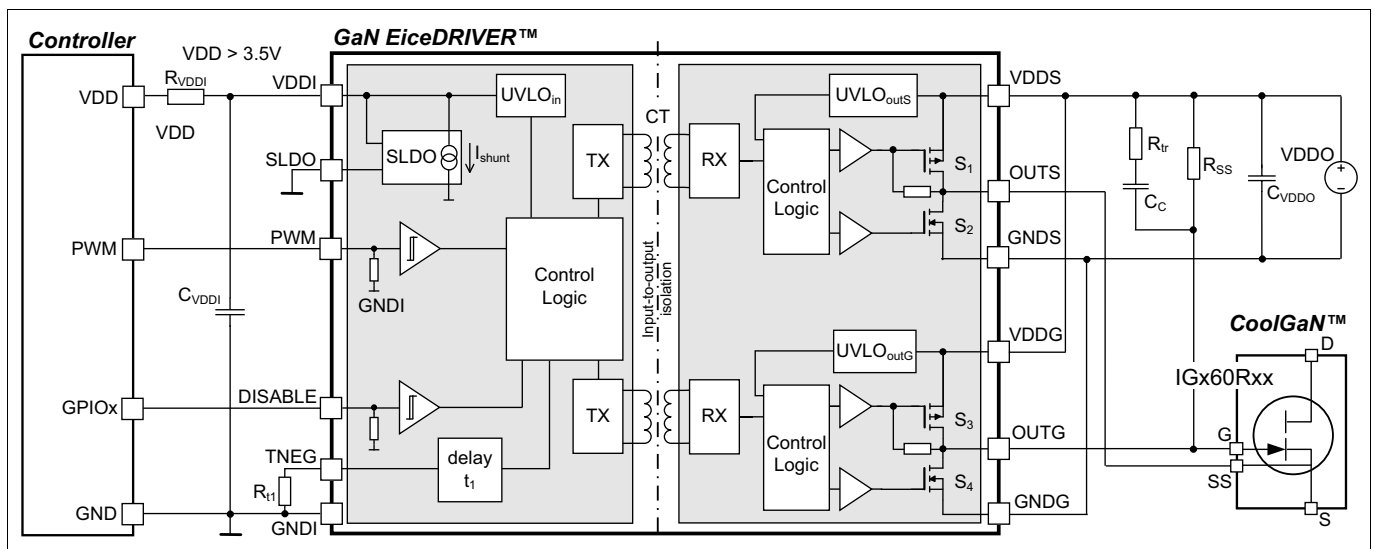 Controller
VDD > 3.5V
GaN EiceDRIVER™
VDD
RVDDI
VDD
VDDI
UVLOin
CT
UVLOoutS
VDDS
SLDO
SLDO
Ishunt
TX
RX
Control
Logic
S1
S2
OUTS
GNDS
Rtr
CC
RSS
CVDDO
VDDO
+
−
PWM
PWM
GNDI
CVDDI
Control
Logic
Input-to-output
isolation
CoolGaN™
UVLOoutG
VDDG
D
IGx60Rxx
GPIOx
DISABLE
TX
RX
Control
Logic
S3
S4
OUTG
G
SS
TNEG
delay
t1
Rt1
GND
GNDI
GNDG
S